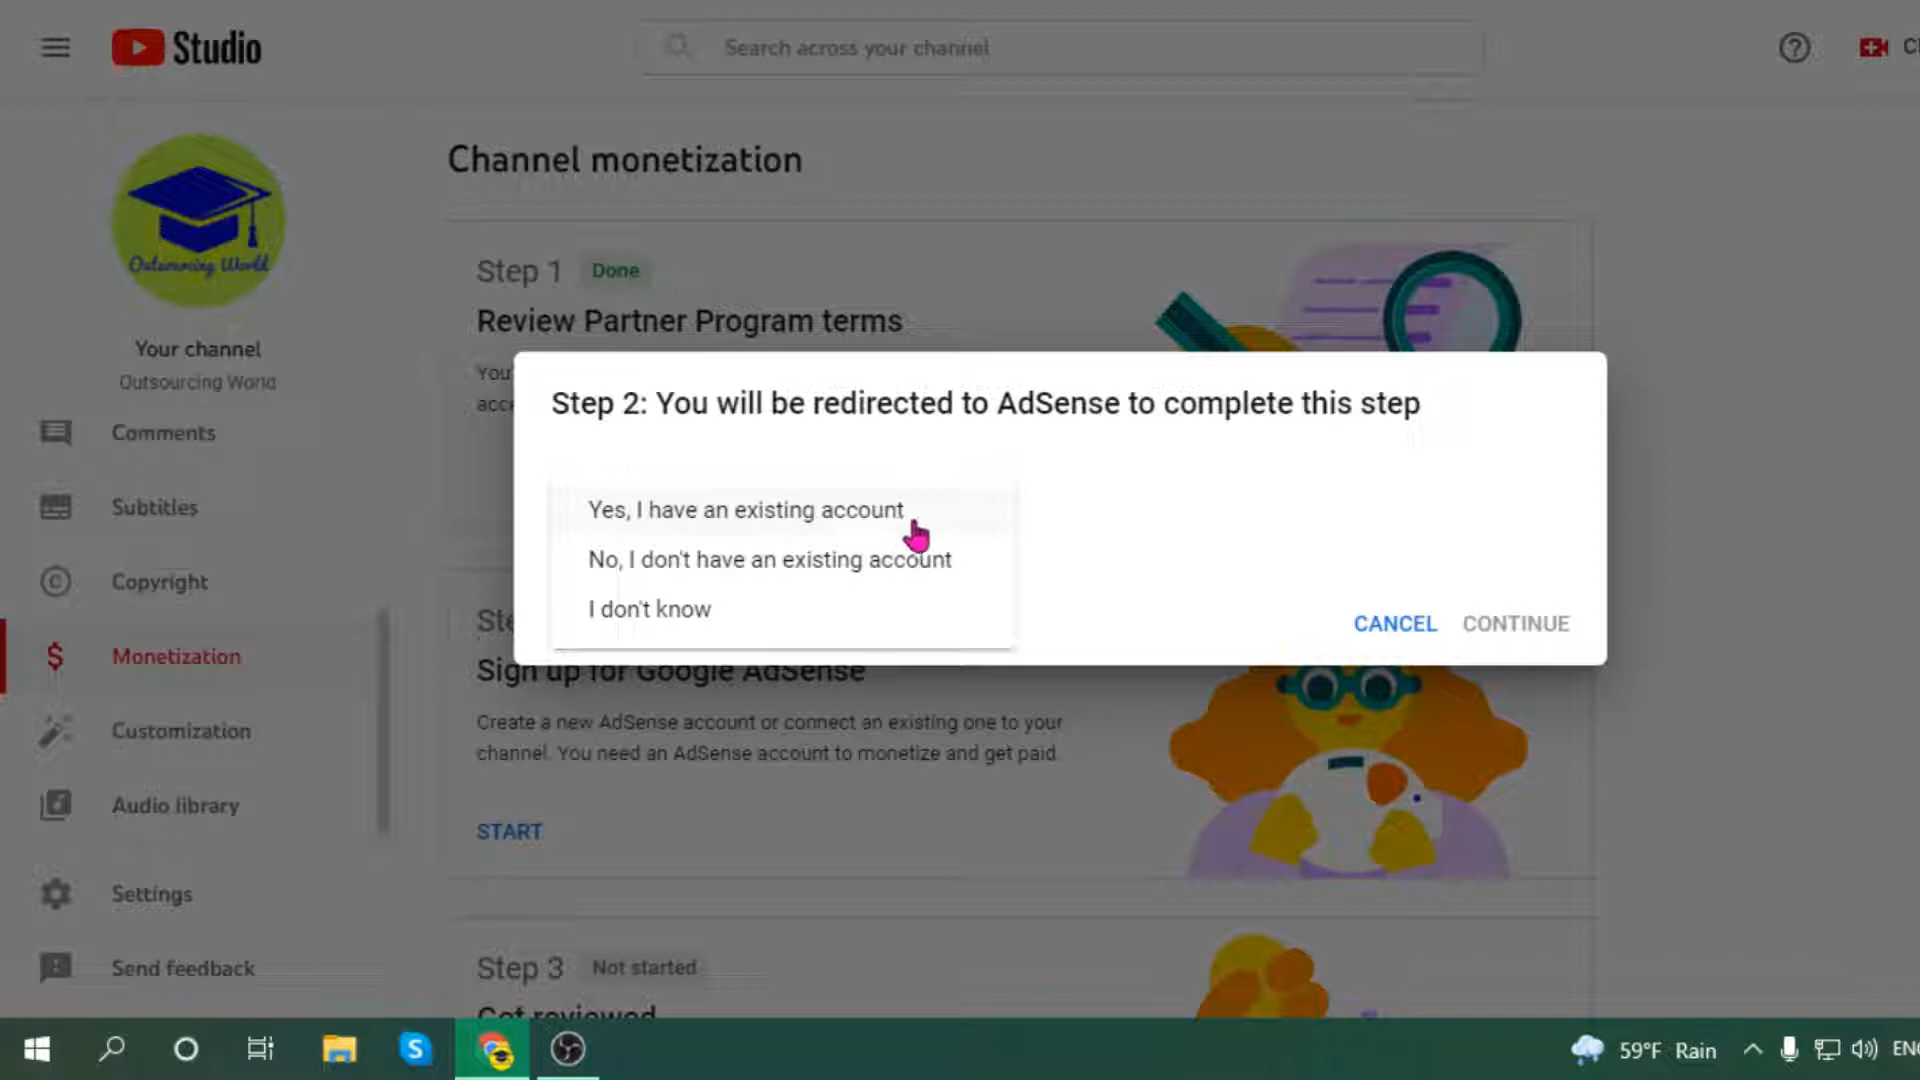 Studio
Search across your channel
Outsourcing World
Your channel
Outsourcing World
Comments
Subtitles
Copyright
Monetization
Customization
Audio library
Settings
Send feedback
Channel monetization
Step 1 Done
Review Partner Program terms
Step 2: You will be redirected to AdSense to complete this step
Yes, I have an existing account
No, I don't have an existing account
I don't know
CANCEL CONTINUE
Sign up for Google AdSense
Create a new AdSense account or connect an existing one to your
channel. You need an AdSense account to monetize and get paid.
START
Step 3 Not started
Get reviewed
59°F Rain